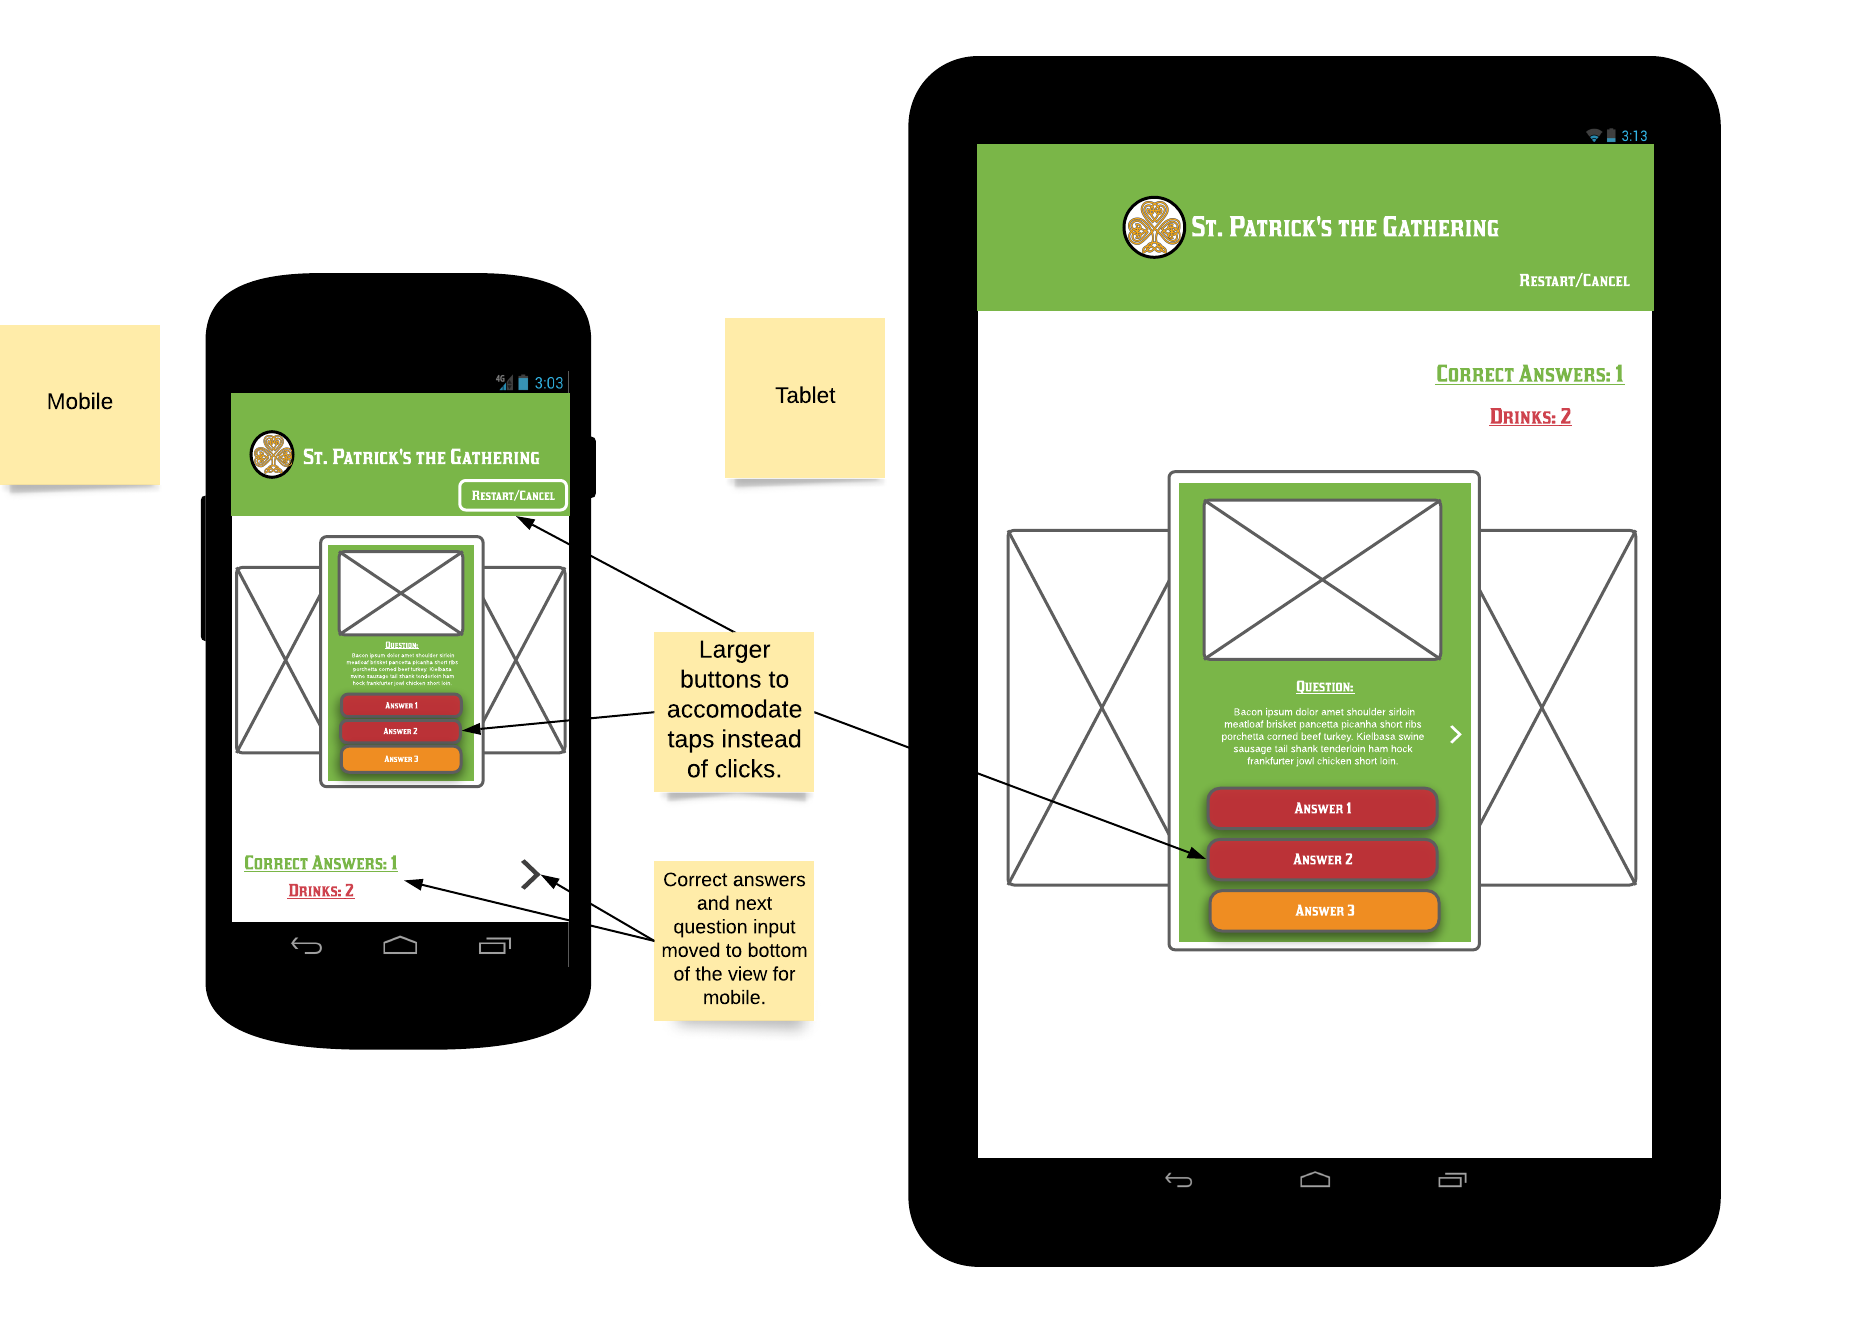 Mobile
4G 3:03
St. Patrick's the Gathering
Restart/Cancel
Question:
Bacon ipsum dolor amet shoulder sirloin
meatloaf brisket pancetta picanha short ribs
porchetta corned beef turkey. Kielbasa
swine sausage tail shank tenderloin ham
hock frankfurter jowl chicken short loin.
Answer 1
Answer 2
Answer 3
Correct Answers: 1
Drinks: 2
Larger
buttons to
accomodate
taps instead
of clicks.
Correct answers
and next
question input
moved to bottom
of the view for
mobile.
Tablet
3:13
St. Patrick's the Gathering
Restart/Cancel
Correct Answers: 1
Drinks: 2
Question:
Bacon ipsum dolor amet shoulder sirloin
meatloaf brisket pancetta picanha short ribs
porchetta corned beef turkey. Kielbasa swine
sausage tail shank tenderloin ham hock
frankfurter jowl chicken short loin.
Answer 1
Answer 2
Answer 3